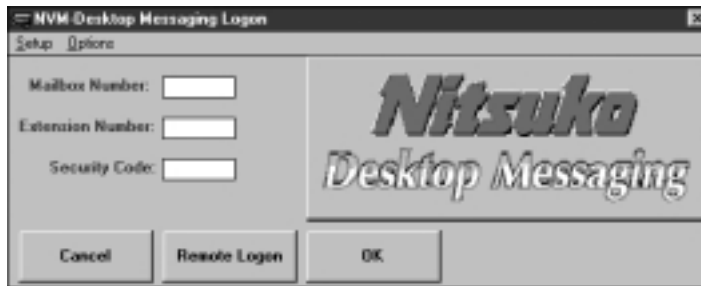 NVM-Desktop Messaging Logon
Setup Options
Mailbox Number:
Extension Number:
Security Code:
Nitsuko
Desktop Messaging
Cancel Remote Logon OK